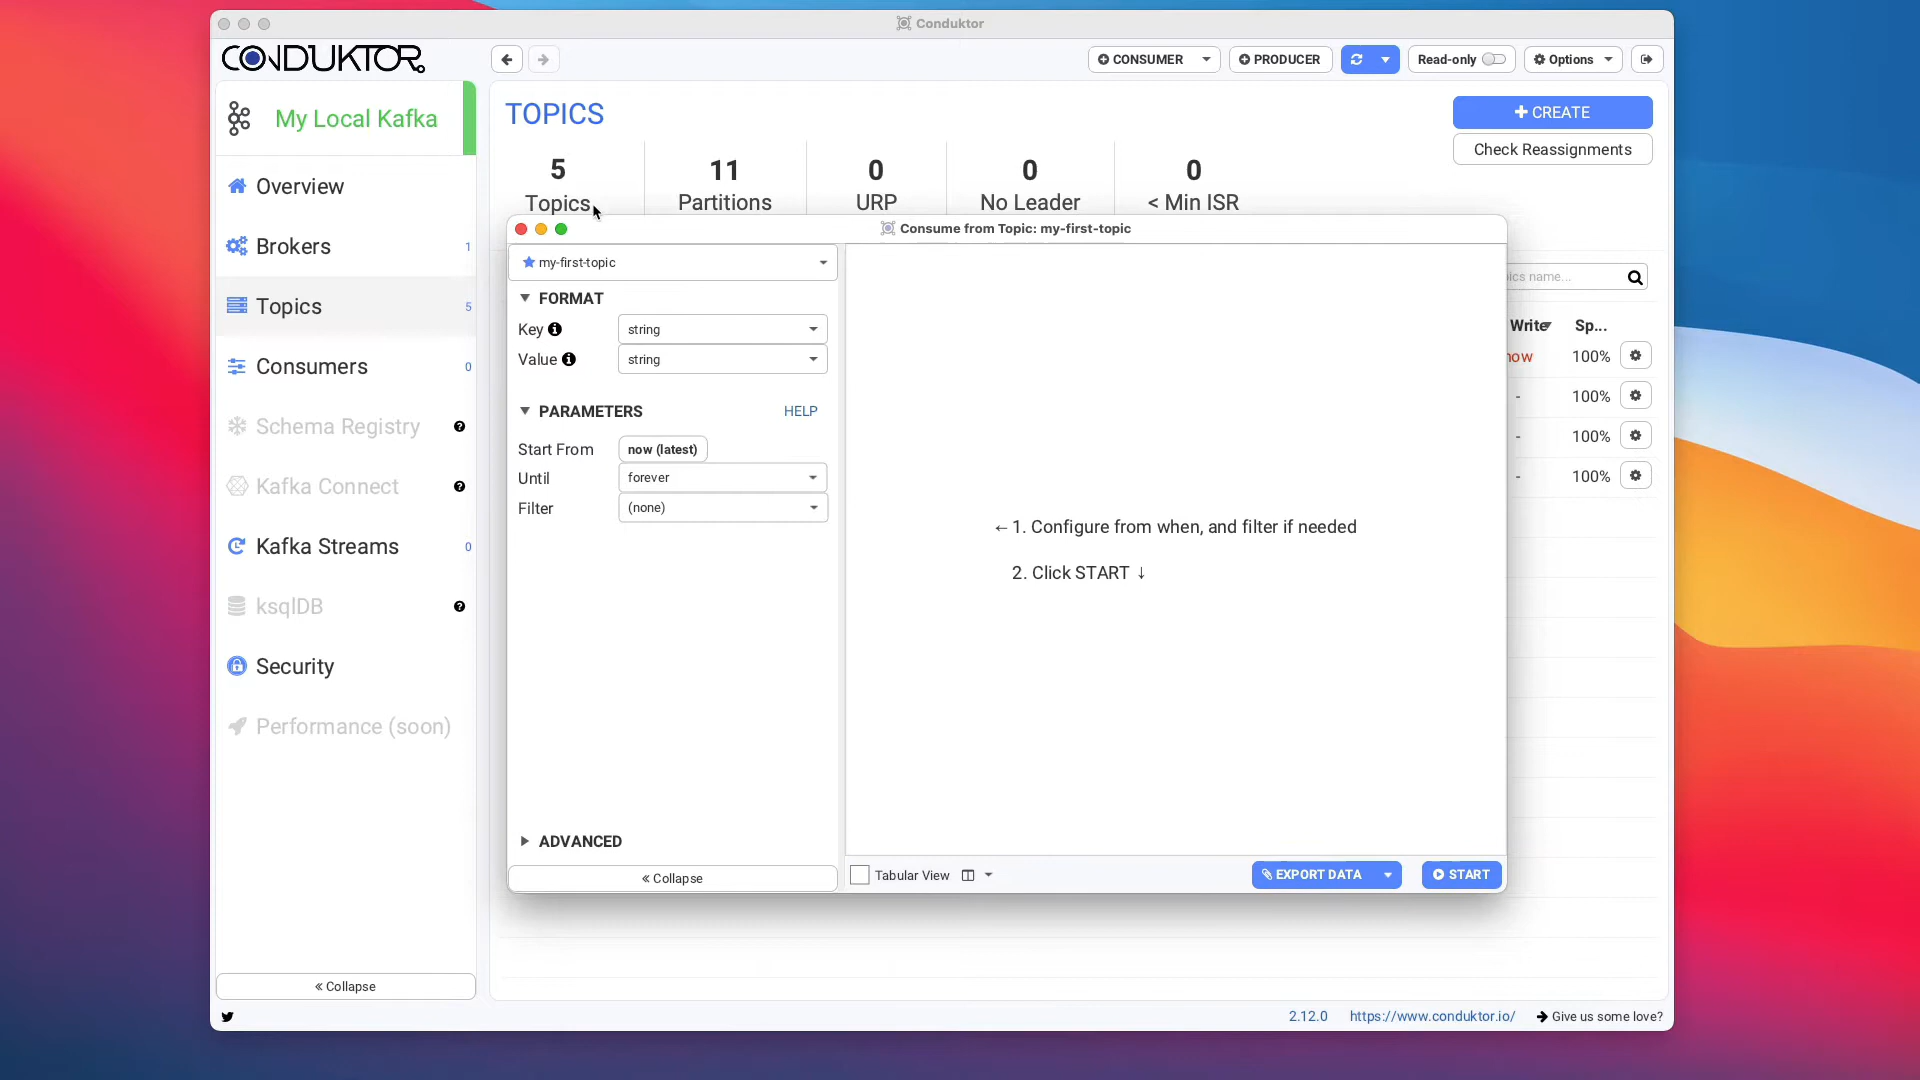 Conduktor
CONDUKTOR
CONSUMER
PRODUCER
Read-only
Options
My Local Kafka
Overview
Brokers
1
Topics
5
Consumers
0
Schema Registry
Kafka Connect
Kafka Streams
0
ksqlDB
Security
Performance (soon)
« Collapse
TOPICS
+ CREATE
Check Reassignments
5
Topics
11
Partitions
0
URP
0
No Leader
0
< Min ISR
pics name...
Write
Sp...
now
100%
-
100%
-
100%
-
100%
Consume from Topic: my-first-topic
my-first-topic
FORMAT
Key
string
Value
string
PARAMETERS
HELP
Start From
now (latest)
Until
forever
Filter
(none)
ADVANCED
« Collapse
←1. Configure from when, and filter if needed
2. Click START ↓
Tabular View
EXPORT DATA
START
2.12.0
https://www.conduktor.io/
→ Give us some love?